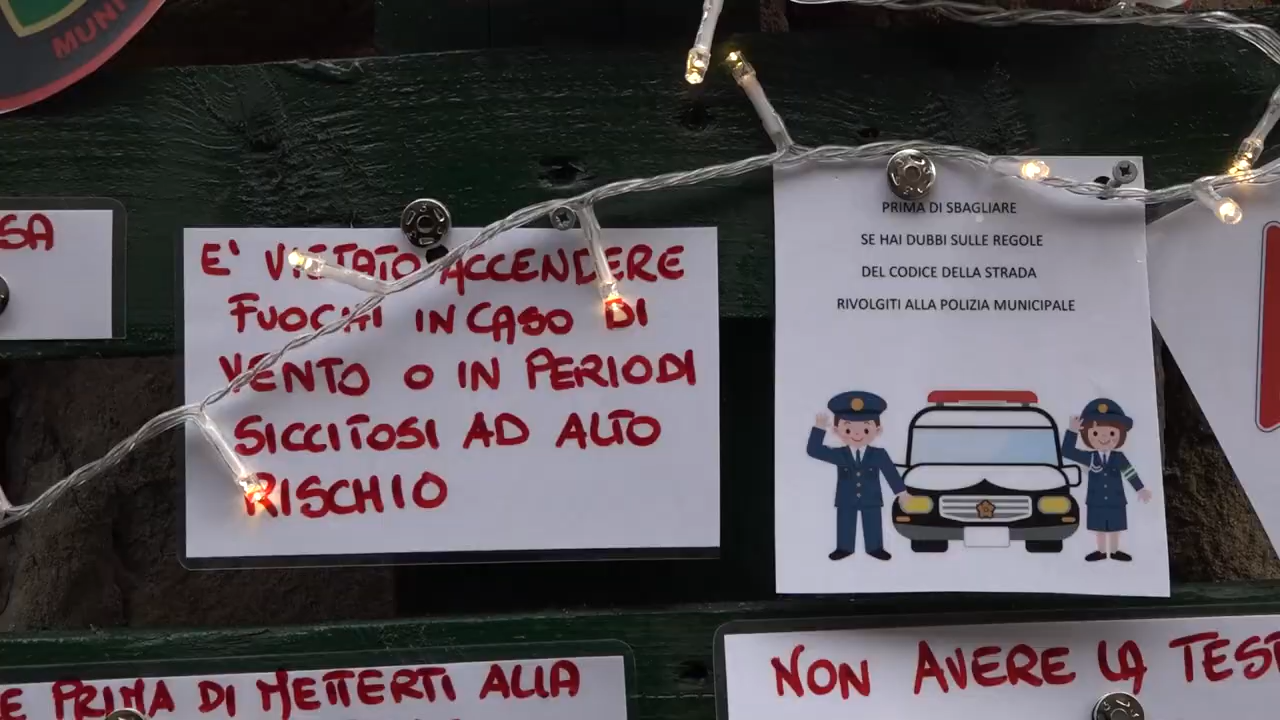 MUNI
SA
E' VIETATO ACCENDERE
FUOCHI IN CASO DI
VENTO O IN PERIODI
SICCITOSI AD ALTO
RISCHIO
PRIMA DI SBAGLIARE
SE HAI DUBBI SULLE REGOLE
DEL CODICE DELLA STRADA
RIVOLGITI ALLA POLIZIA MUNICIPALE
E PRIMA DI METTERTI ALLA
NON AVERE LA TEST